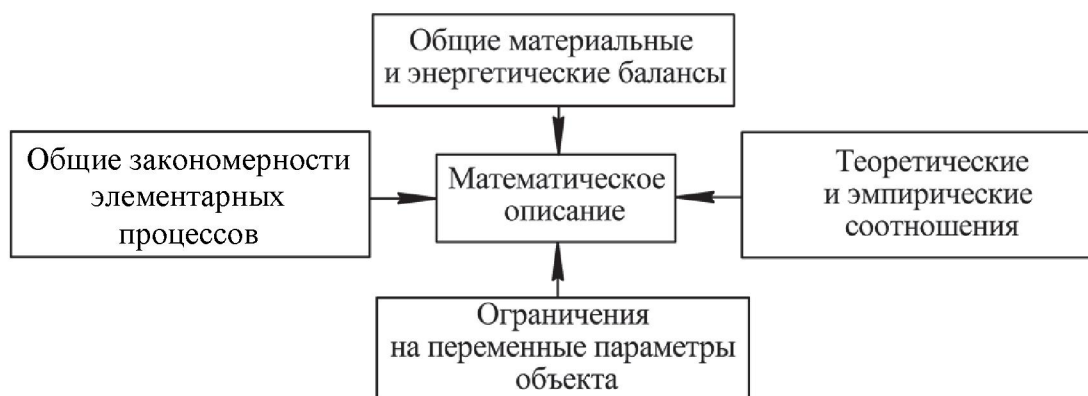 Общие материальные
и энергетические балансы
Общие закономерности
элементарных
процессов
Математическое
описание
Теоретические
и эмпирические
соотношения
Ограничения
на переменные параметры
объекта